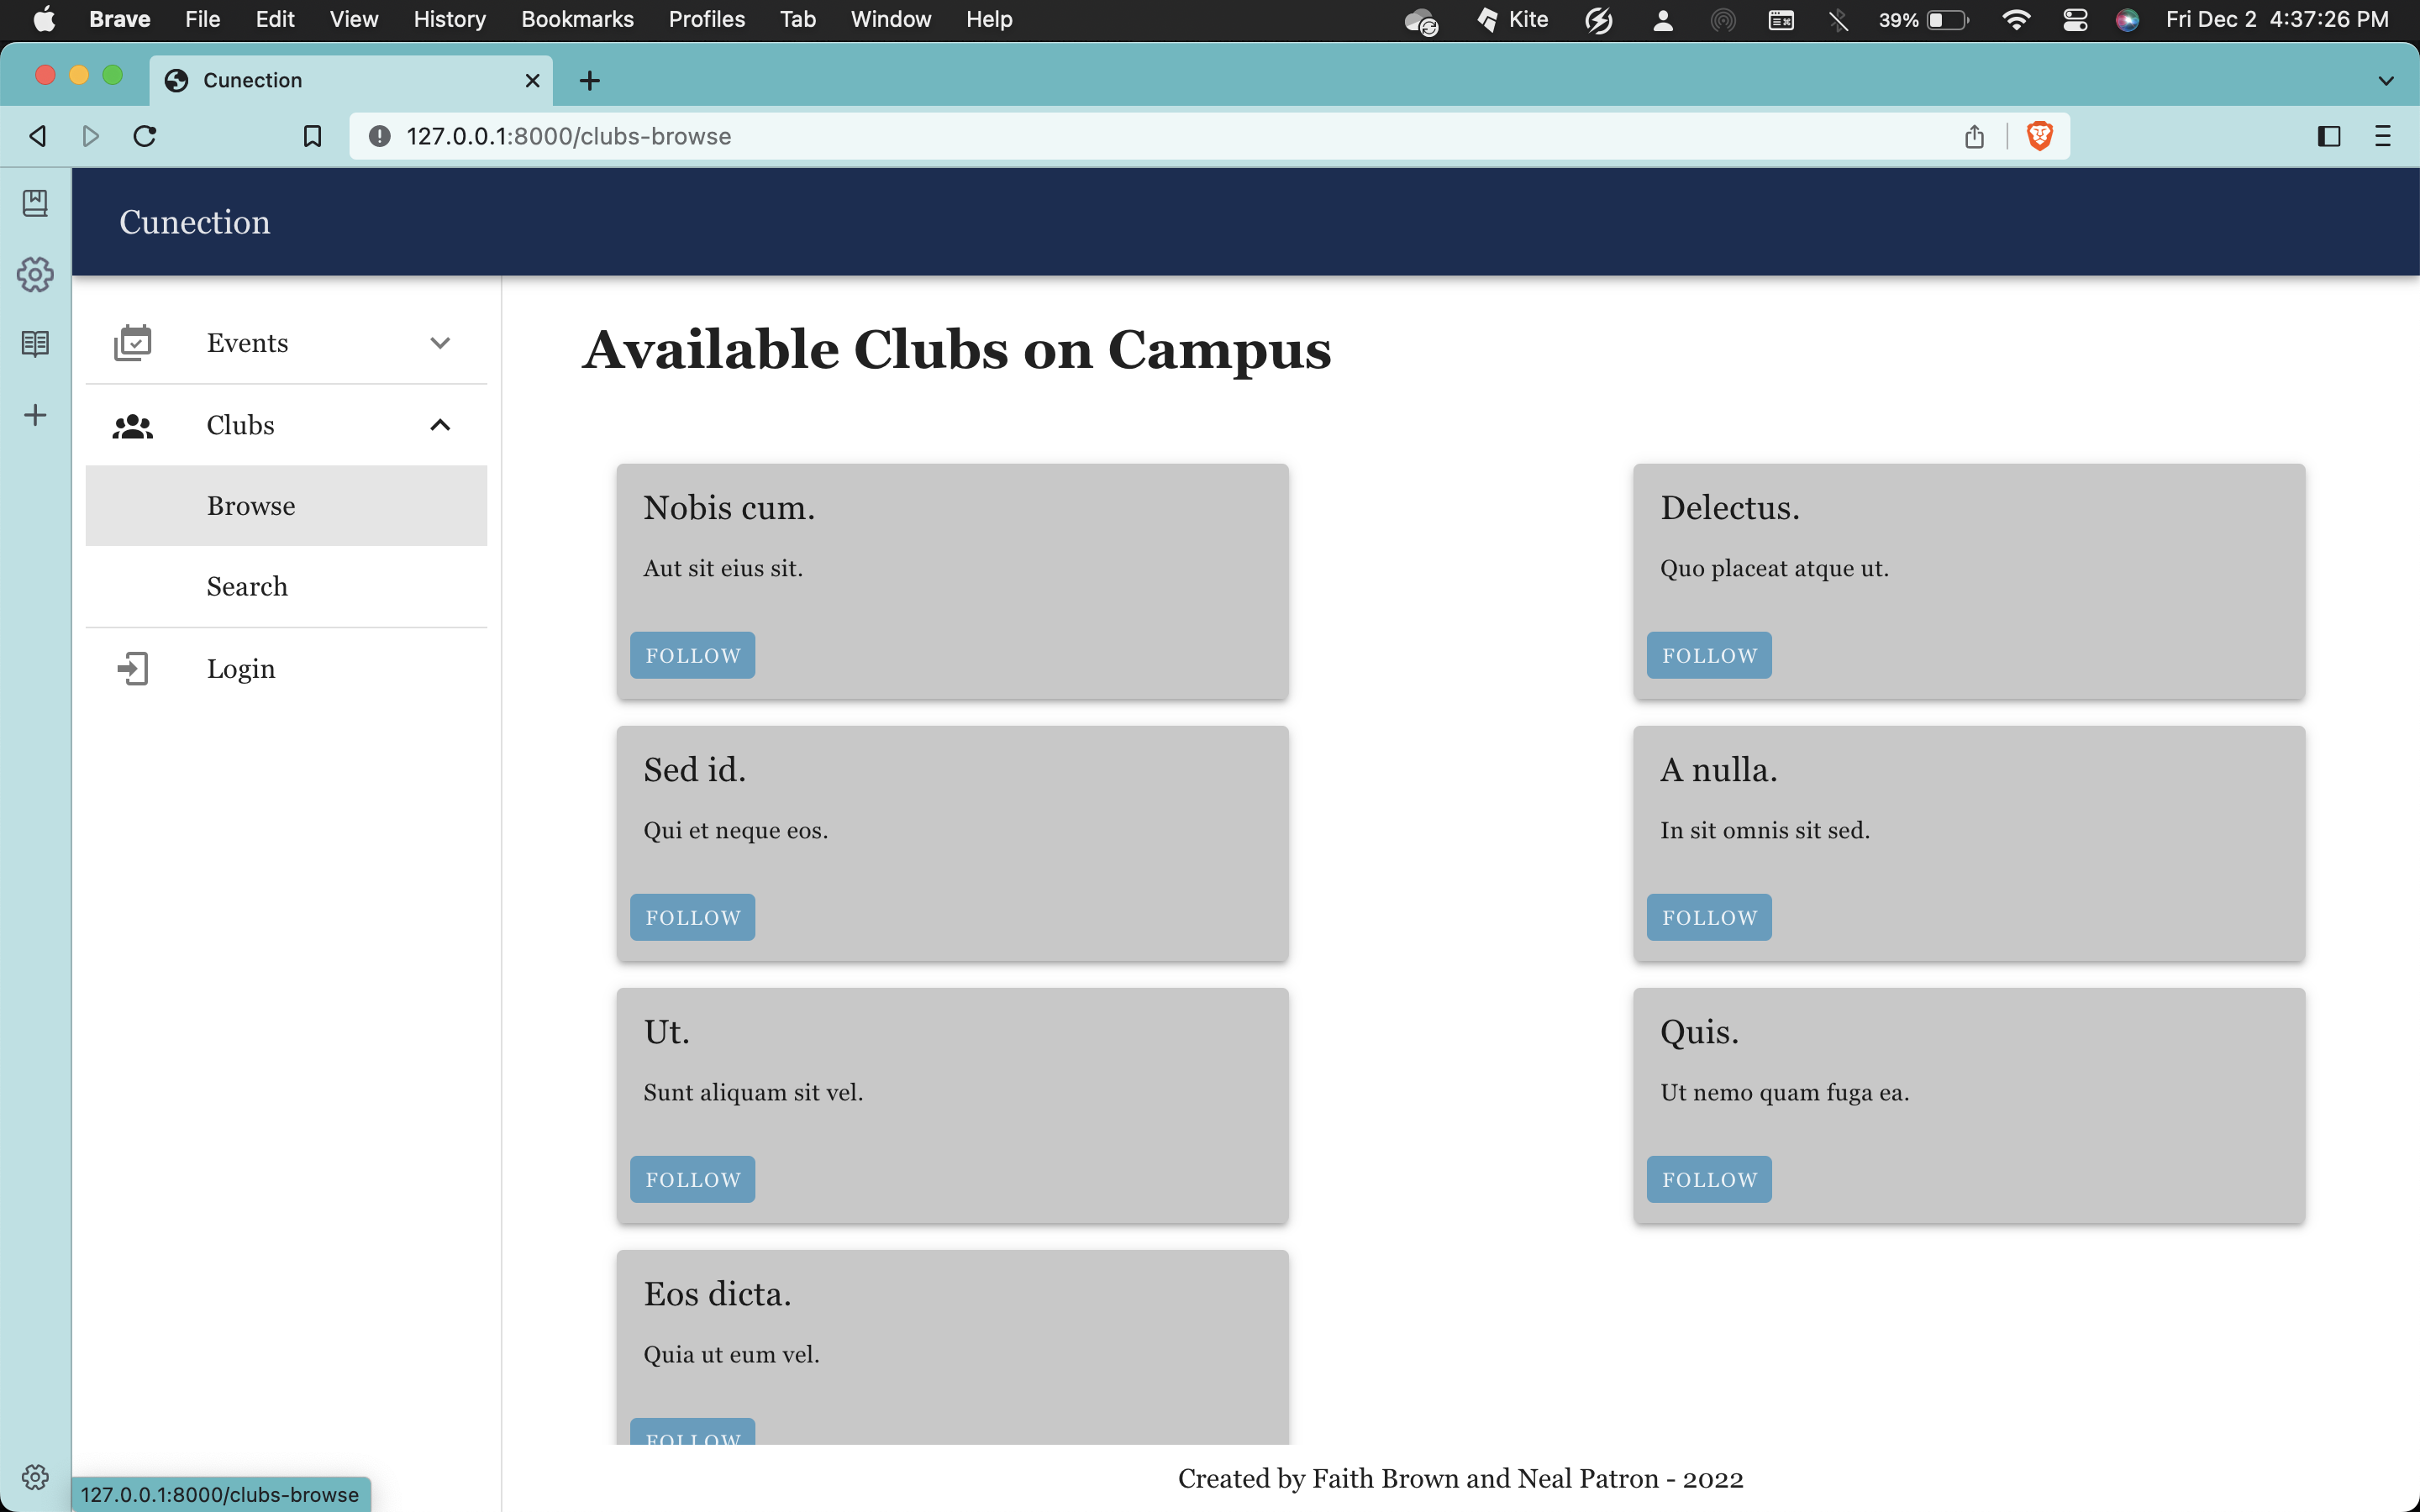 Brave File Edit View History Bookmarks Profiles Tab Window Help Kite 39% Fri Dec 2 4:37:26 PM
Cunection
127.0.0.1:8000/clubs-browse
Cunection
Events
Clubs
Browse
Search
Login
Available Clubs on Campus
Nobis cum.
Aut sit eius sit.
FOLLOW
Delectus.
Quo placeat atque ut.
FOLLOW
Sed id.
Qui et neque eos.
FOLLOW
A nulla.
In sit omnis sit sed.
FOLLOW
Ut.
Sunt aliquam sit vel.
FOLLOW
Quis.
Ut nemo quam fuga ea.
FOLLOW
Eos dicta.
Quia ut eum vel.
FOLLOW
Created by Faith Brown and Neal Patron - 2022
127.0.0.1:8000/clubs-browse